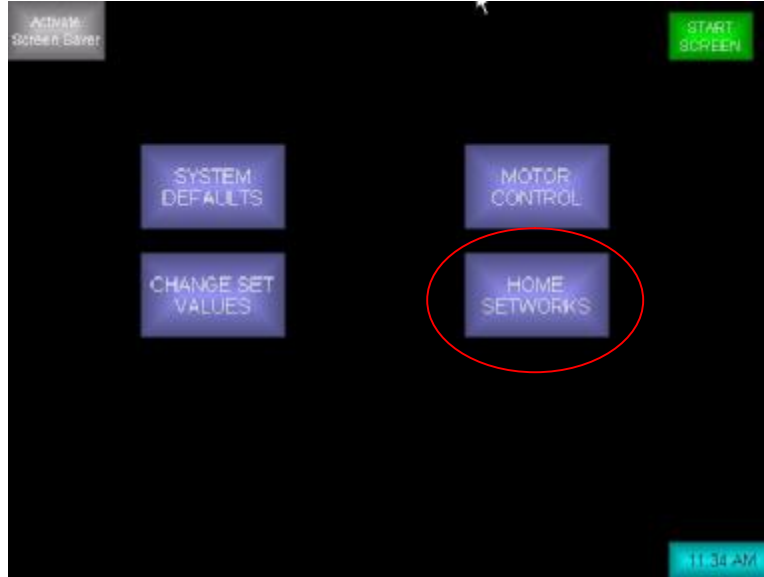 Activate
Screen Saver
START
SCREEN
SYSTEM
DEFAULTS
MOTOR
CONTROL
CHANGE SET
VALUES
HOME
SETWORKS
11:34 AM